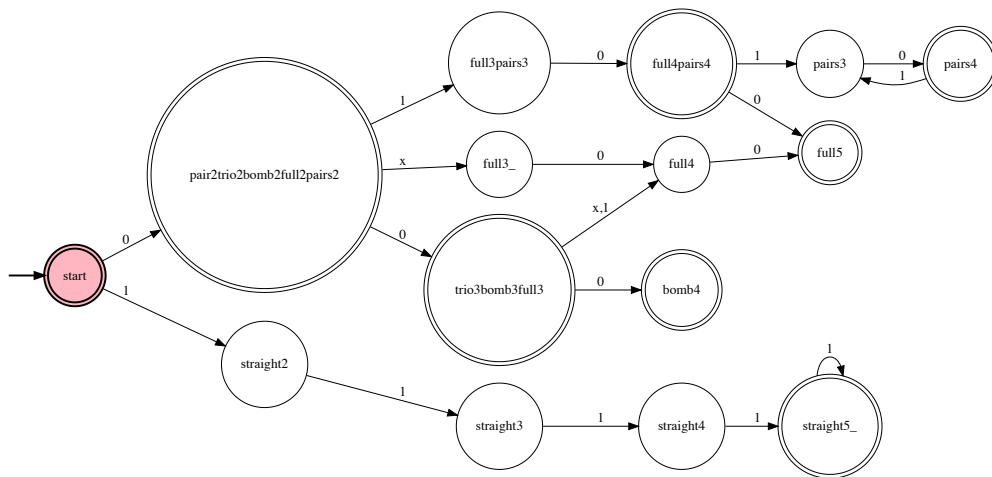 start
0
1
pair2trio2bomb2full2pairs2
1
x
0
full3pairs3
0
full4pairs4
1
0
pairs3
0
1
pairs4
full3_
0
full4
0
full5
trio3bomb3full3
x,1
0
bomb4
straight2
1
straight3
1
straight4
1
straight5_
1